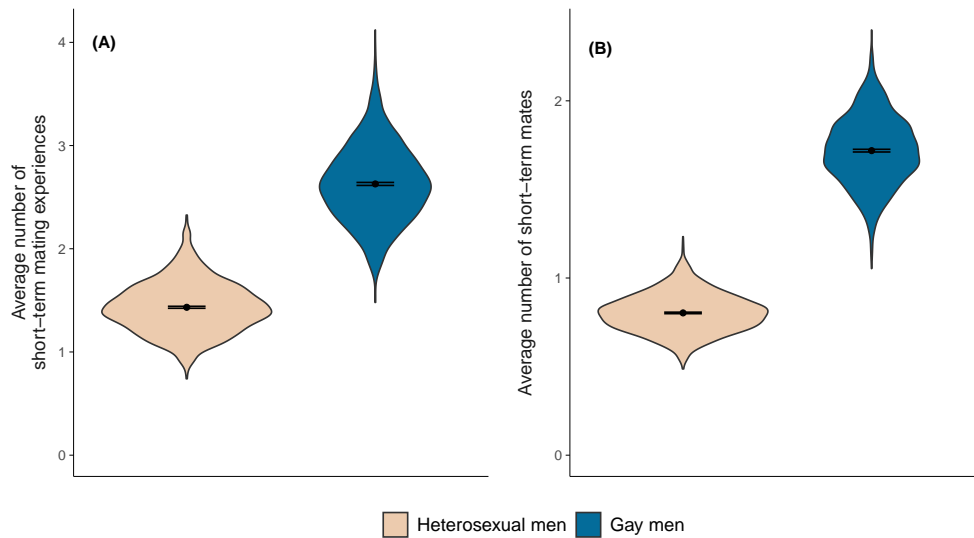 (A)
Average number of
short−term mating experiences
4
3
2
1
0
(B)
Average number of short−term mates
2
1
0
Heterosexual men
Gay men